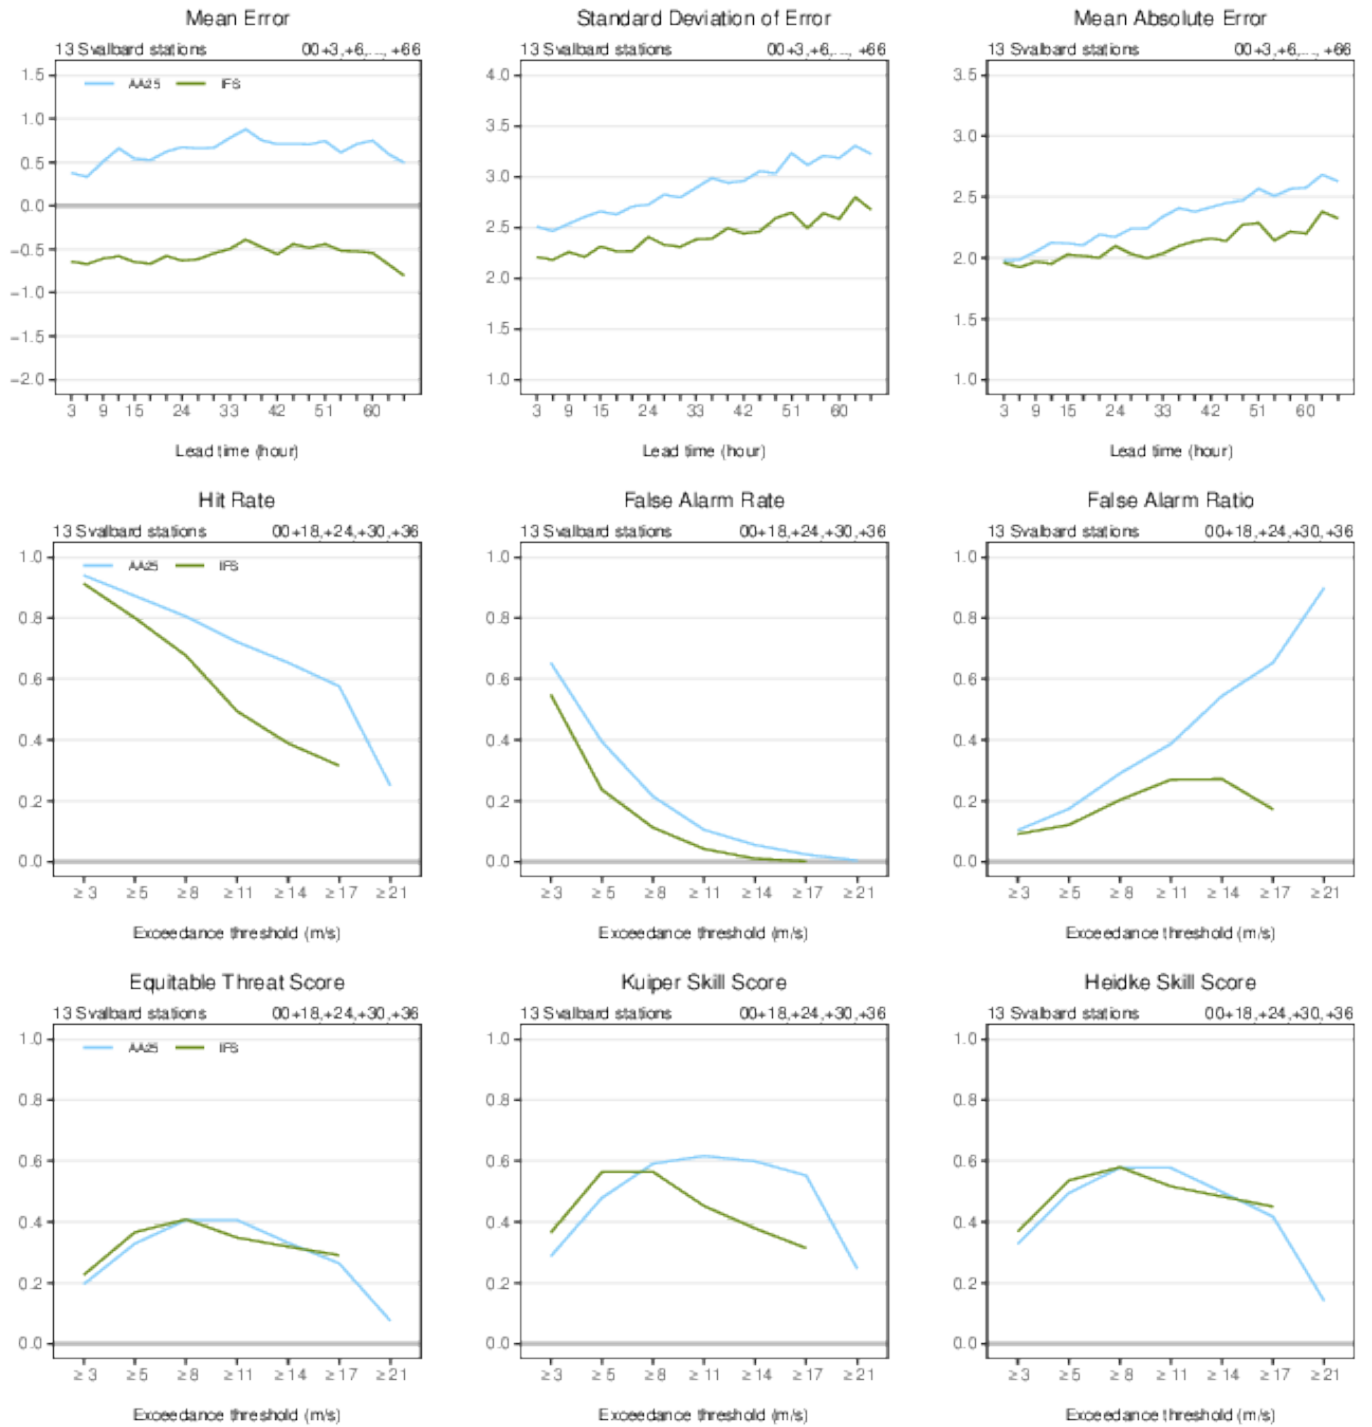 Mean Error
13 Svalbard stations 00+3,+6,..., +66
AA25 IFS
1.5
1.0
0.5
0.0
−0.5
−1.0
−1.5
−2.0
3 9 15 24 33 42 51 60
Lead time (hour)
Standard Deviation of Error
13 Svalbard stations 00+3,+6,..., +66
4.0
3.5
3.0
2.5
2.0
1.5
1.0
3 9 15 24 33 42 51 60
Lead time (hour)
Mean Absolute Error
13 Svalbard stations 00+3,+6,..., +66
3.5
3.0
2.5
2.0
1.5
1.0
3 9 15 24 33 42 51 60
Lead time (hour)
Hit Rate
13 Svalbard stations 00+18,+24,+30,+36
AA25 IFS
1.0
0.8
0.6
0.4
0.2
0.0
≥3 ≥5 ≥8 ≥11 ≥14 ≥17 ≥21
Exceedance threshold (m/s)
False Alarm Rate
13 Svalbard stations 00+18,+24,+30,+36
1.0
0.8
0.6
0.4
0.2
0.0
≥3 ≥5 ≥8 ≥11 ≥14 ≥17 ≥21
Exceedance threshold (m/s)
False Alarm Ratio
13 Svalbard stations 00+18,+24,+30,+36
1.0
0.8
0.6
0.4
0.2
0.0
≥3 ≥5 ≥8 ≥11 ≥14 ≥17 ≥21
Exceedance threshold (m/s)
Equitable Threat Score
13 Svalbard stations 00+18,+24,+30,+36
AA25 IFS
1.0
0.8
0.6
0.4
0.2
0.0
≥3 ≥5 ≥8 ≥11 ≥14 ≥17 ≥21
Exceedance threshold (m/s)
Kuiper Skill Score
13 Svalbard stations 00+18,+24,+30,+36
1.0
0.8
0.6
0.4
0.2
0.0
≥3 ≥5 ≥8 ≥11 ≥14 ≥17 ≥21
Exceedance threshold (m/s)
Heidke Skill Score
13 Svalbard stations 00+18,+24,+30,+36
1.0
0.8
0.6
0.4
0.2
0.0
≥3 ≥5 ≥8 ≥11 ≥14 ≥17 ≥21
Exceedance threshold (m/s)